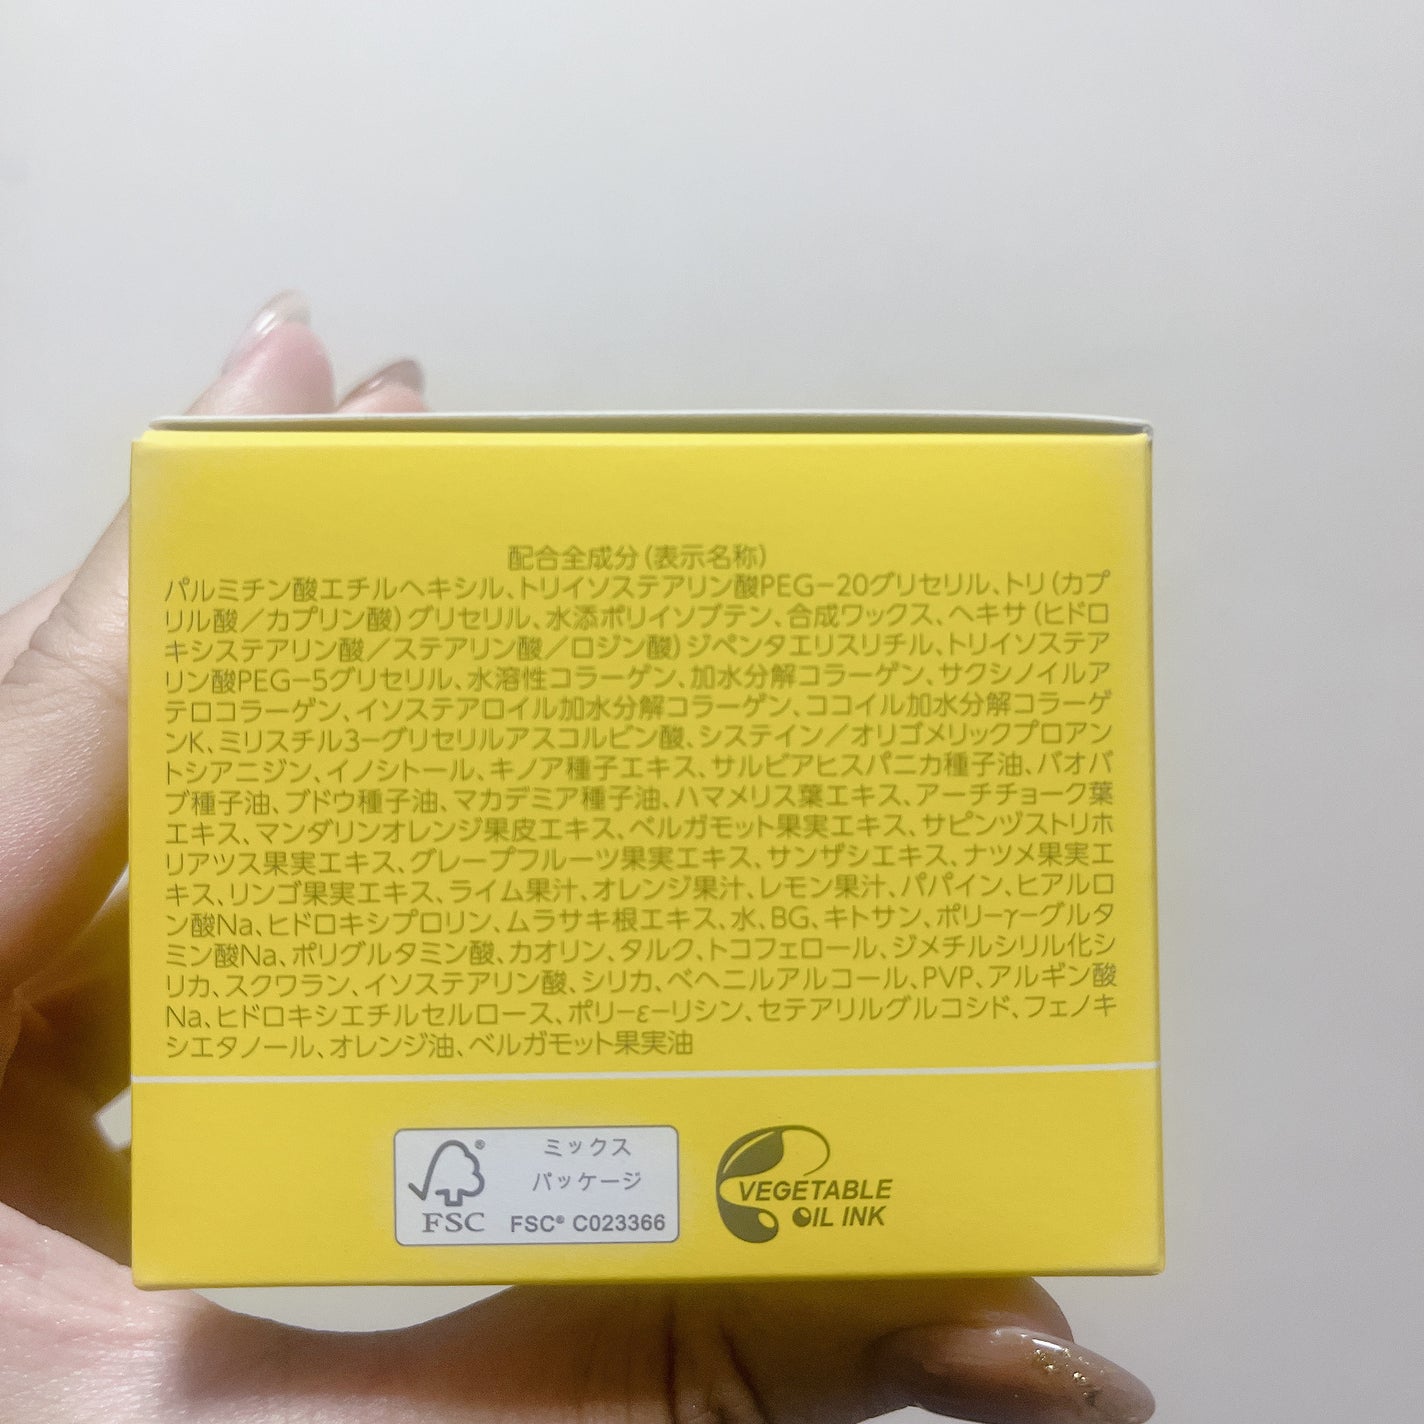 配合全成分(表示名称)
パルミチン酸エチルヘキシル、トリイソステアリン酸PEG−20グリセリル、トリ(カプ
リル酸/カプリン酸)グリセリル、水添ポリイソブテン、合成ワックス、ヘキサ(ヒドロ
キシステアリン酸/ステアリン酸/ロジン酸)ジペンタエリスリチル、トリイソステア
リン酸PEG−5グリセリル、水溶性コラーゲン、加水分解コラーゲン、サクシノイルア
テロコラーゲン、イソステアロイル加水分解コラーゲン、ココイル加水分解コラーゲ
ンK、ミリスチル3−グリセリルアスコルビン酸、システイン/オリゴメリックプロアン
トシアニジン、イノシトール、キノア種子エキス、サルビアヒスパニカ種子油、バオバ
ブ種子油、ブドウ種子油、マカデミア種子油、ハマメリス葉エキス、アーチチョーク葉
エキス、マンダリンオレンジ果皮エキス、ベルガモット果実エキス、サピンヅストリホ
リアツス果実エキス、グレープフルーツ果実エキス、サンザシエキス、ナツメ果実エ
キス、リンゴ果実エキス、ライム果汁、オレンジ果汁、レモン果汁、パパイン、ヒアルロ
ン酸Na、ヒドロキシプロリン、ムラサキ根エキス、水、BG、キトサン、ポリ−γ−グルタ
ミン酸Na、ポリグルタミン酸、カオリン、タルク、トコフェロール、ジメチルシリル化シ
リカ、スクワラン、イソステアリン酸、シリカ、ベヘニルアルコール、PVP、アルギン酸
Na、ヒドロキシエチルセルロース、ポリ−ε−リシン、セテアリルグルコシド、フェノキ
シエタノール、オレンジ油、ベルガモット果実油
ミックス
パッケージ
FSC
FSC® C023366
VEGETABLE
OIL INK